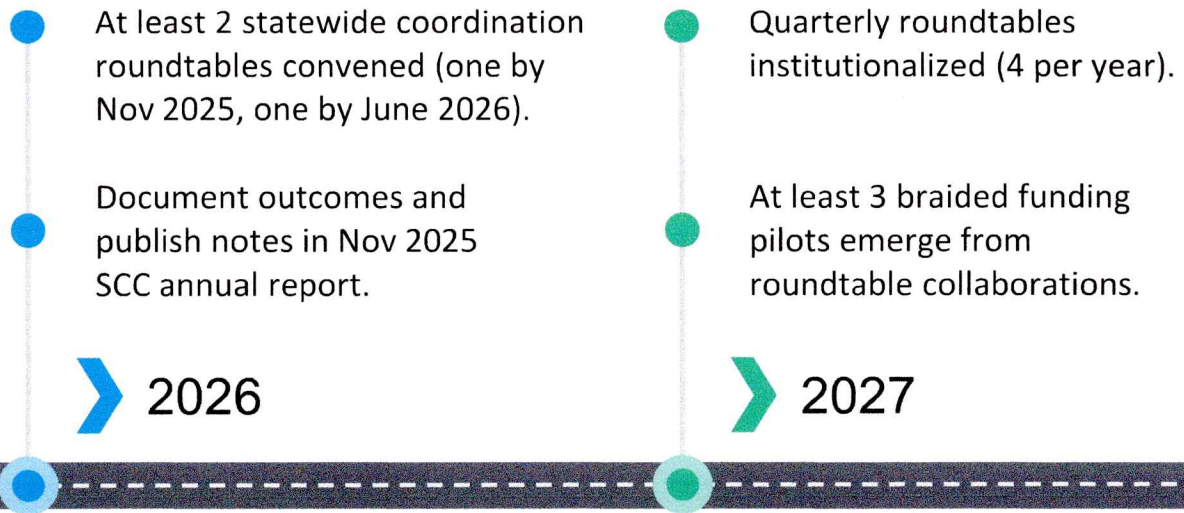 At least 2 statewide coordination
roundtables convened (one by
Nov 2025, one by June 2026).
Document outcomes and
publish notes in Nov 2025
SCC annual report.
2026
Quarterly roundtables
institutionalized (4 per year).
At least 3 braided funding
pilots emerge from
roundtable collaborations.
2027